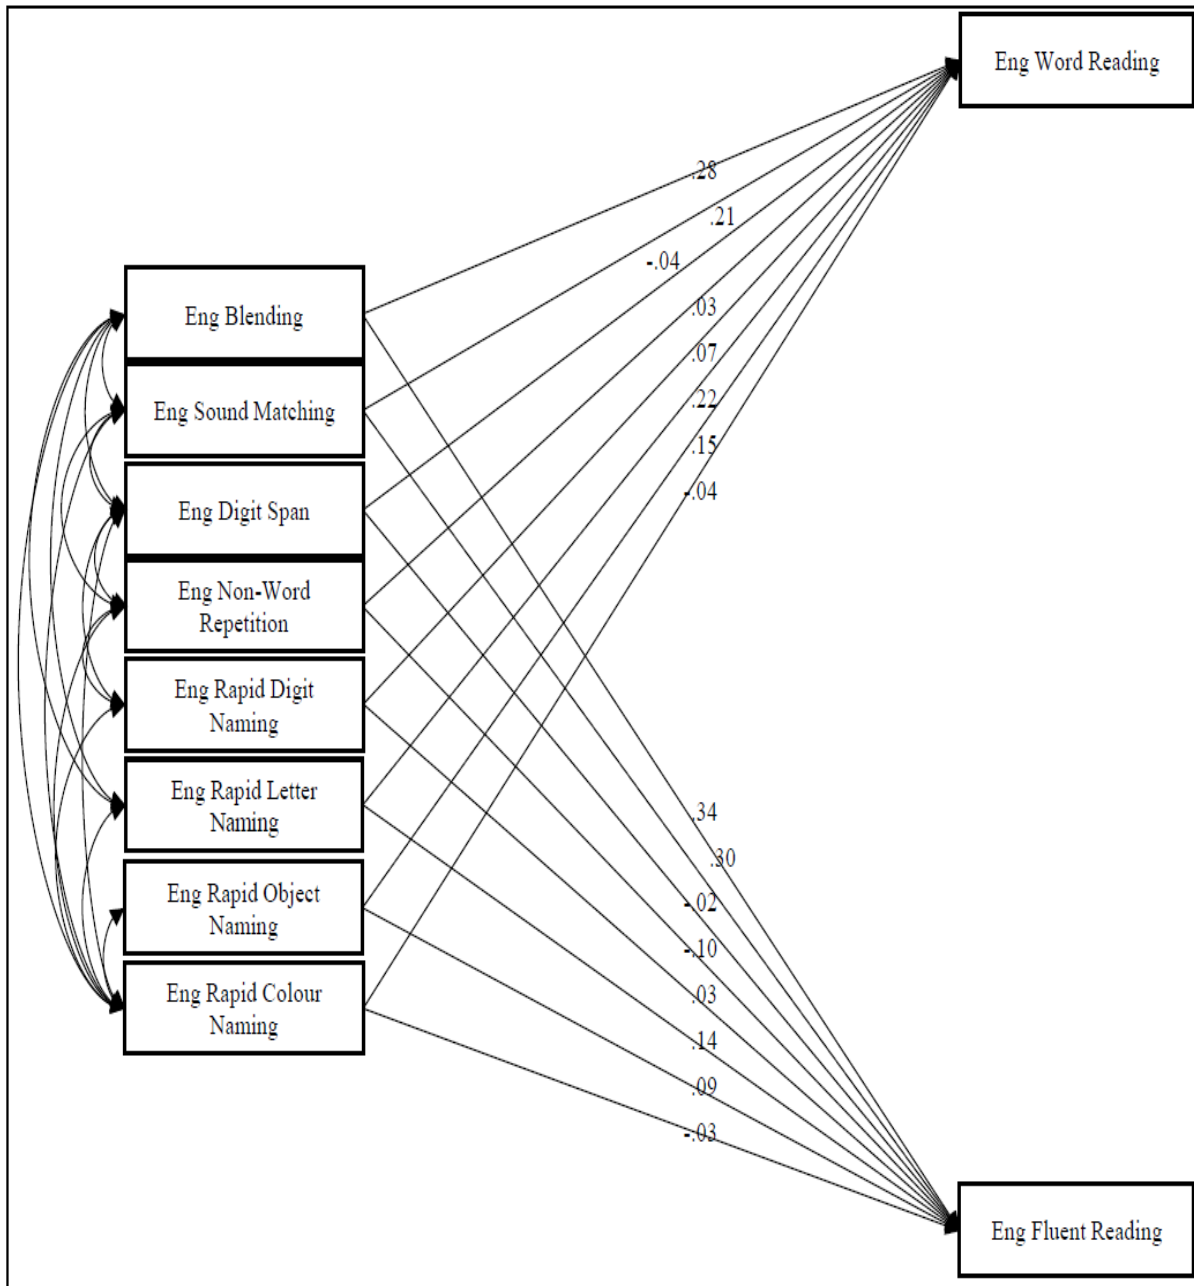 Eng Word Reading
.28
.21
-.04
.03
.07
.22
.15
-.04
Eng Blending
Eng Sound Matching
Eng Digit Span
Eng Non-Word
Repetition
Eng Rapid Digit
Naming
Eng Rapid Letter
Naming
Eng Rapid Object
Naming
Eng Rapid Colour
Naming
.34
.30
-.02
-.10
.03
.14
.09
-.03
Eng Fluent Reading